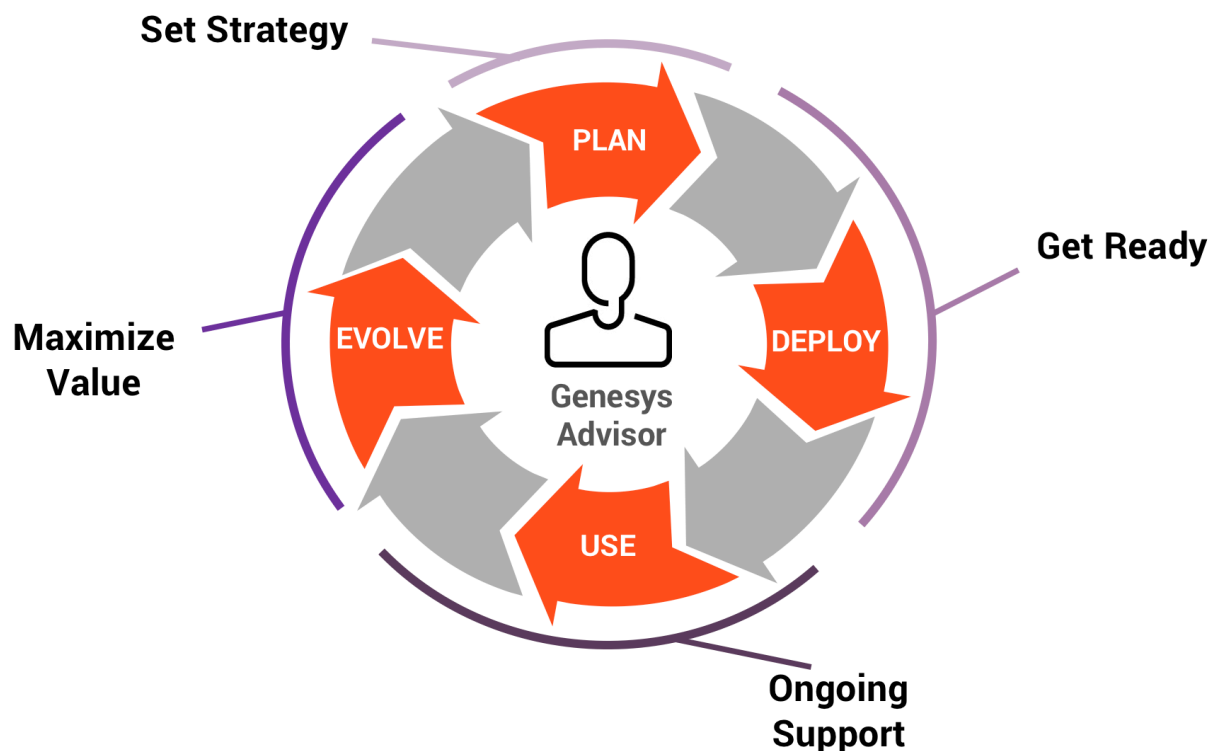 Set Strategy
PLAN
Get Ready
DEPLOY
EVOLVE
Maximize
Value
Genesys
Advisor
USE
Ongoing
Support